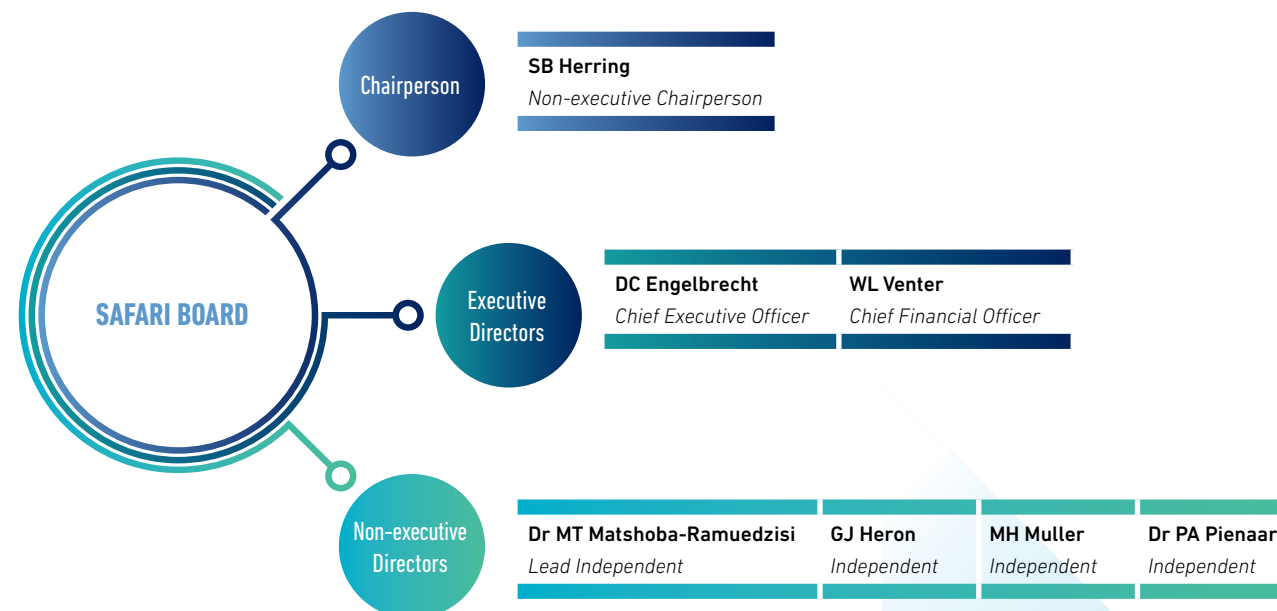 Chairperson
SB Herring
Non-executive Chairperson
SAFARI BOARD
Executive
Directors
DC Engelbrecht
Chief Executive Officer
WL Venter
Chief Financial Officer
Non-executive
Directors
Dr MT Matshoba-Ramuedzisi
Lead Independent
GJ Heron
Independent
MH Muller
Independent
Dr PA Pienaar
Independent